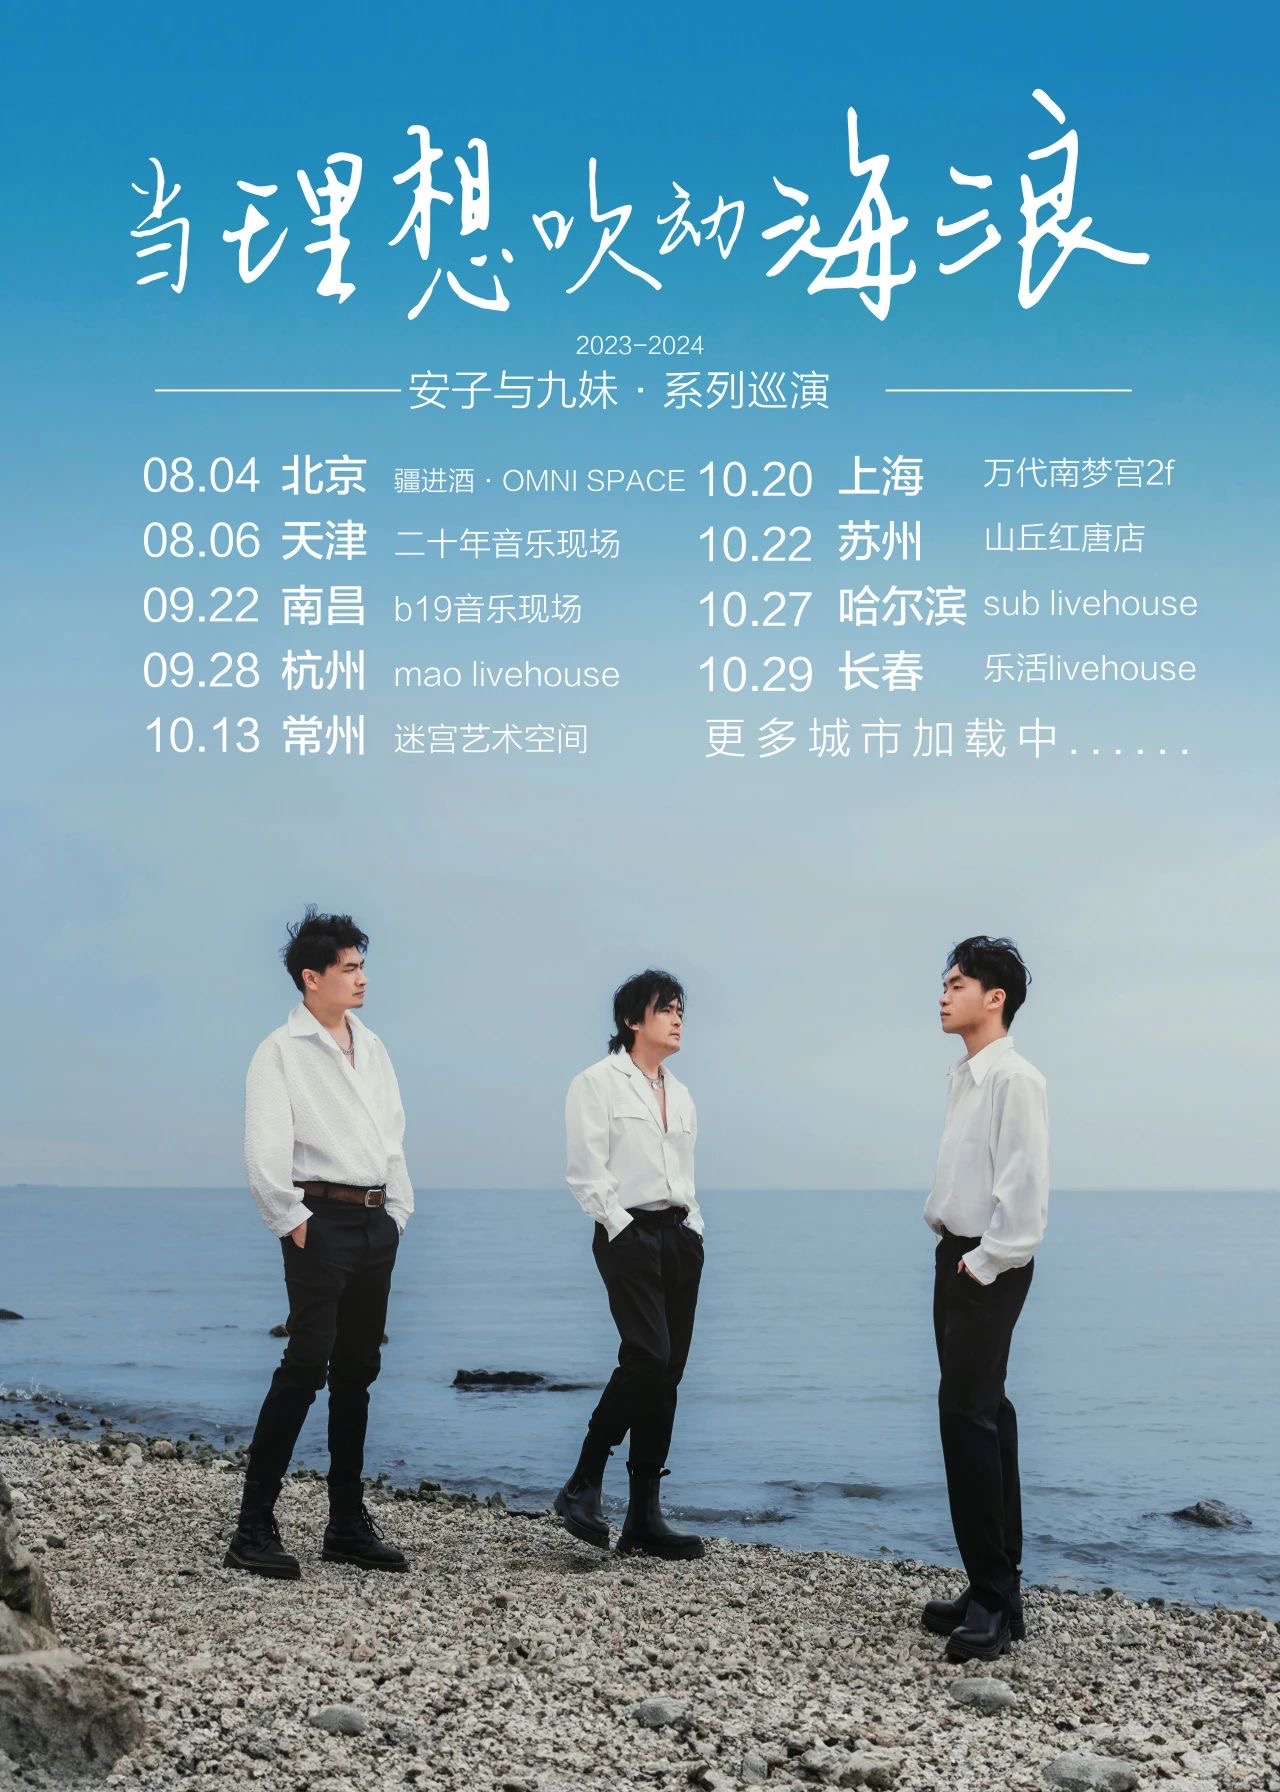 当理想吹动海浪
2023-2024
安子与九妹·系列巡演
08.04 北京 疆进酒·OMNI SPACE
08.06 天津 二十年音乐现场
09.22 南昌 b19音乐现场
09.28 杭州 mao livehouse
10.13 常州 迷宫艺术空间
10.20 上海 万代南梦宫2f
10.22 苏州 山丘红唐店
10.27 哈尔滨 sub livehouse
10.29 长春 乐活livehouse
更多城市加载中......